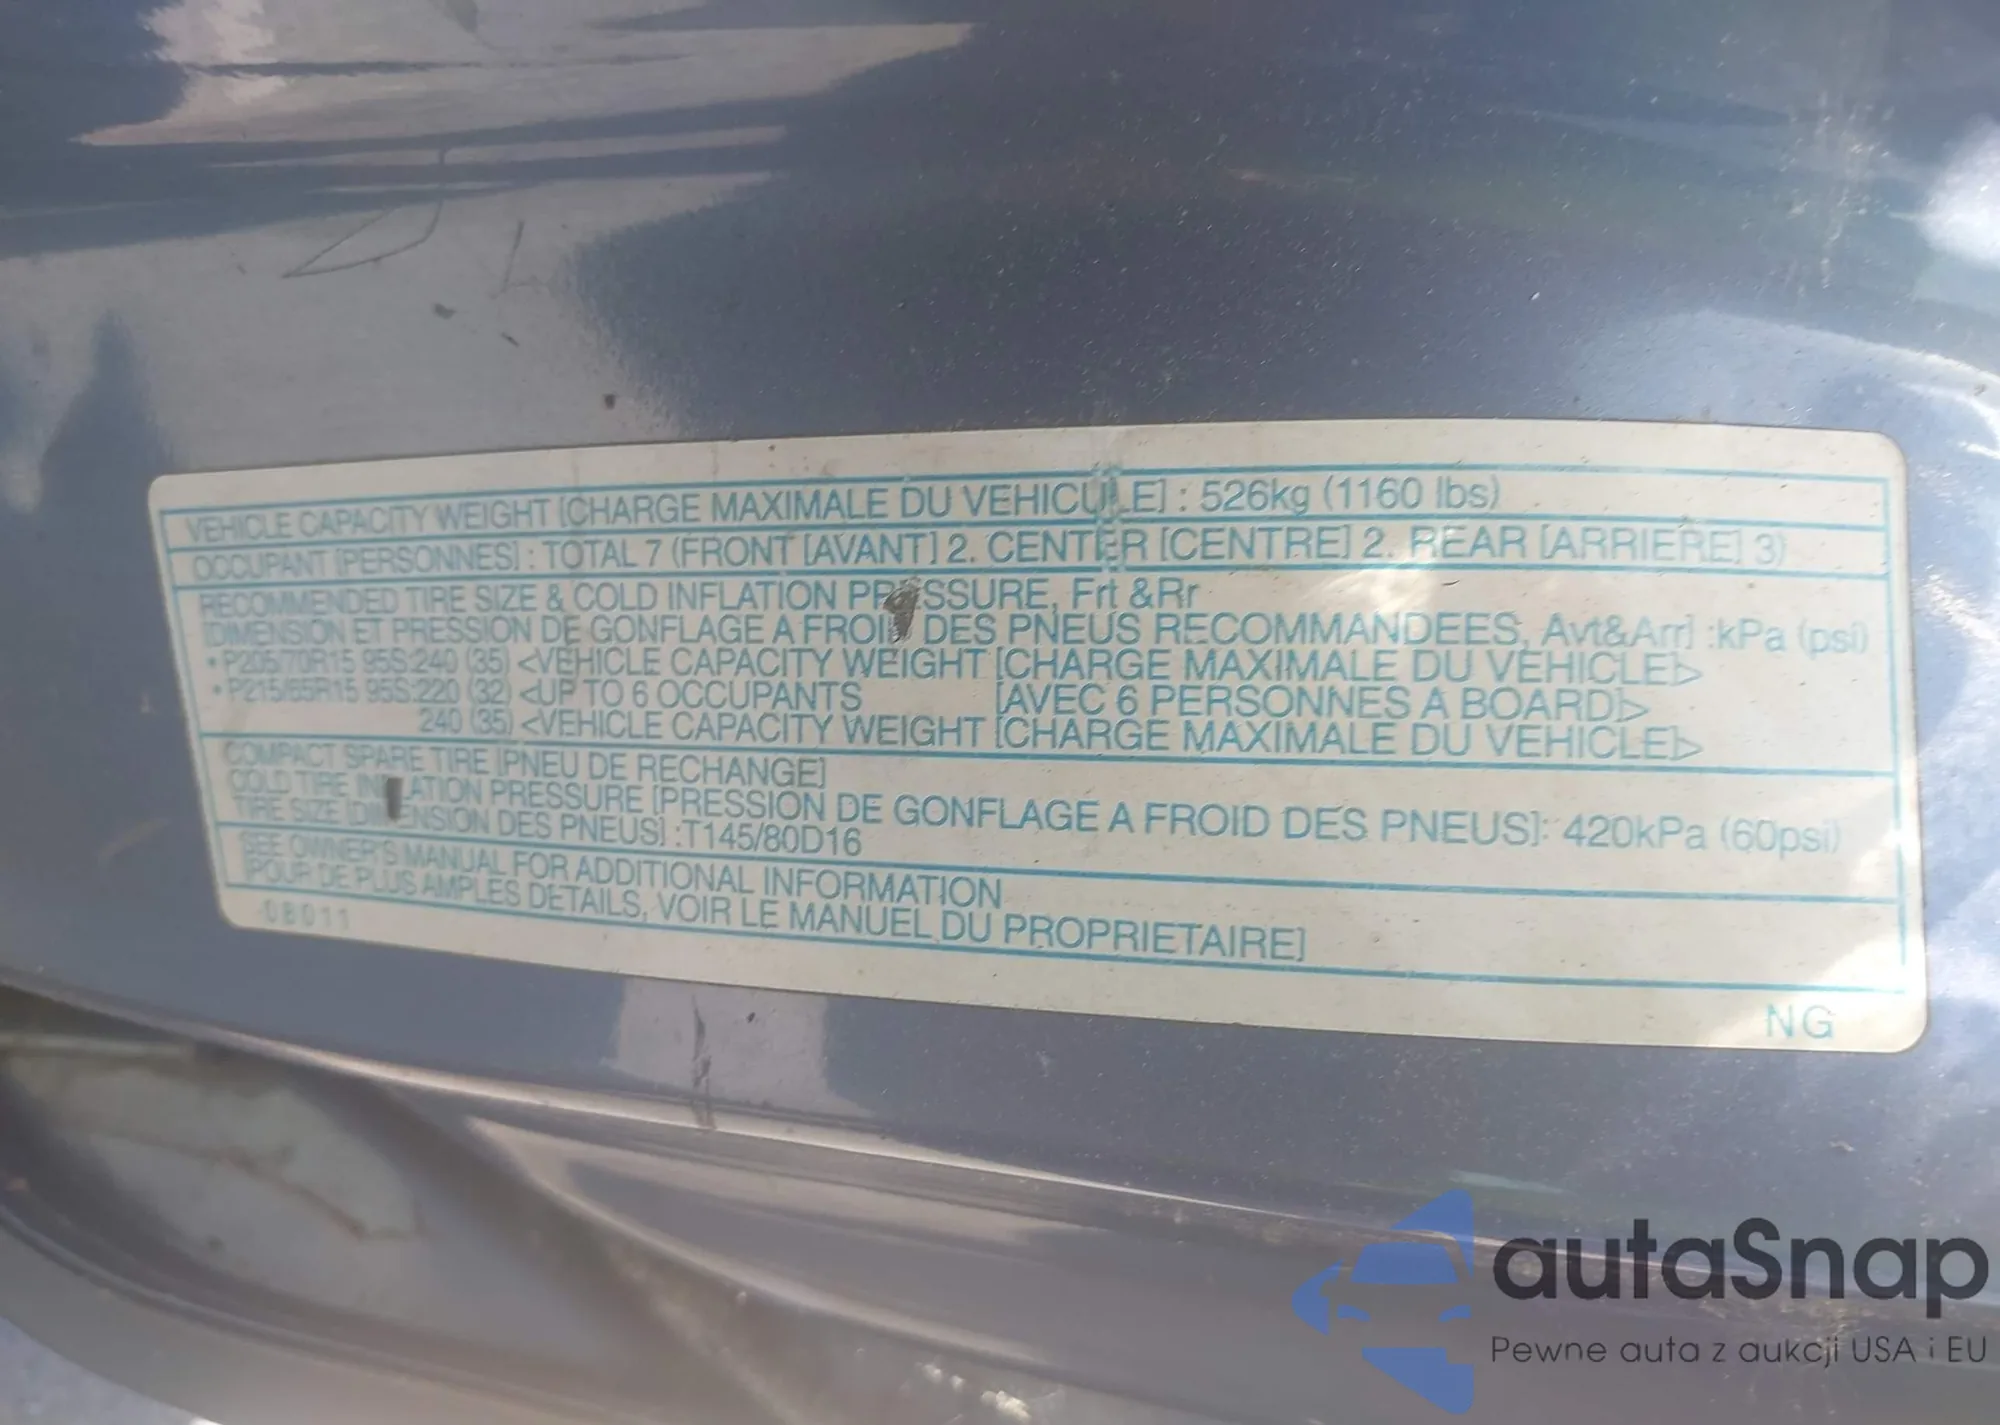 VEHICLE CAPACITY WEIGHT [CHARGE MAXIMALE DU VEHICULE] : 526kg (1160 lbs)
OCCUPANT [PERSONNES] : TOTAL 7 (FRONT [AVANT] 2. CENTER [CENTRE] 2. REAR [ARRIERE] 3)
RECOMMENDED TIRE SIZE & COLD INFLATION PRESSURE, Frt &Rr
[DIMENSION ET PRESSION DE GONFLAGE A FROID DES PNEUS RECOMMANDEES, Avt&Arr] :kPa (psi)
• P205/70R15 95S:240 (35) <VEHICLE CAPACITY WEIGHT [CHARGE MAXIMALE DU VEHICLE]>
• P215/65R15 95S:220 (32) <UP TO 6 OCCUPANTS [AVEC 6 PERSONNES A BOARD]>
240 (35) <VEHICLE CAPACITY WEIGHT [CHARGE MAXIMALE DU VEHICLE]>
COMPACT SPARE TIRE [PNEU DE RECHANGE]
COLD TIRE INFLATION PRESSURE [PRESSION DE GONFLAGE A FROID DES PNEUS]: 420kPa (60psi)
TIRE SIZE [DIMENSION DES PNEUS] :T145/80D16
SEE OWNER'S MANUAL FOR ADDITIONAL INFORMATION
[POUR DE PLUS AMPLES DETAILS, VOIR LE MANUEL DU PROPRIETAIRE]
0B011
NG
autaSnap
Pewne auta z aukcji USA i EU